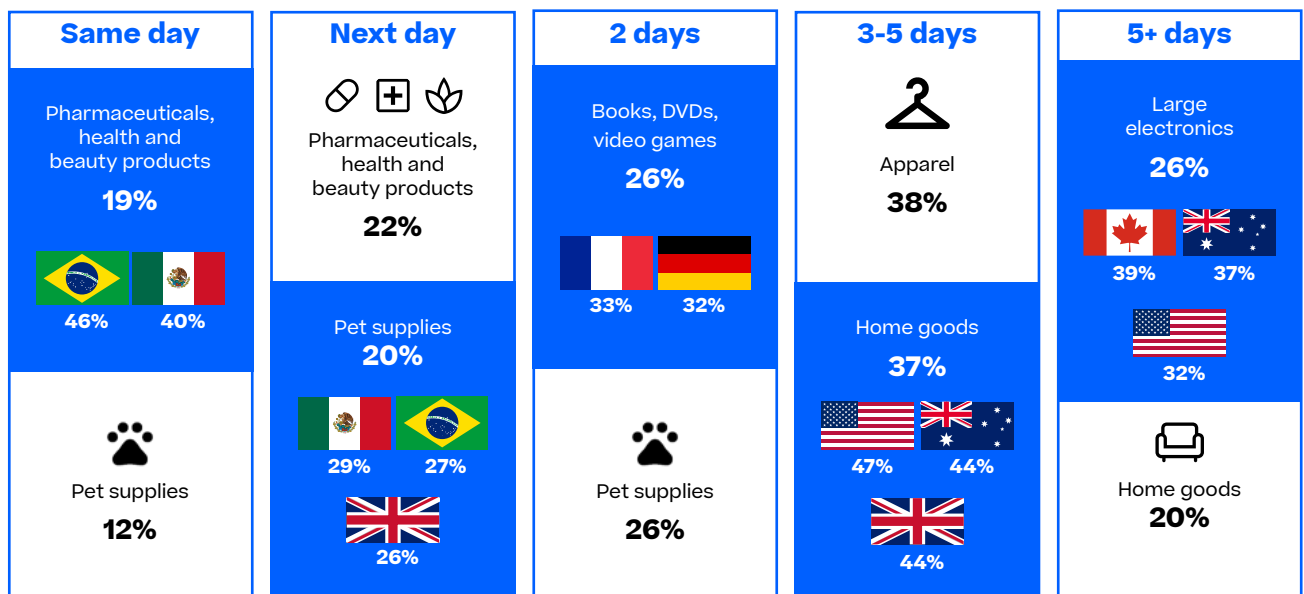 Same day
Pharmaceuticals,
health and
beauty products
19%
46%
40%
Pet supplies
12%
Next day
Pharmaceuticals,
health and
beauty products
22%
Pet supplies
20%
29%
27%
26%
2 days
Books, DVDs,
video games
26%
33%
32%
Pet supplies
26%
3-5 days
Apparel
38%
Home goods
37%
47%
44%
44%
5+ days
Large
electronics
26%
39%
37%
32%
Home goods
20%